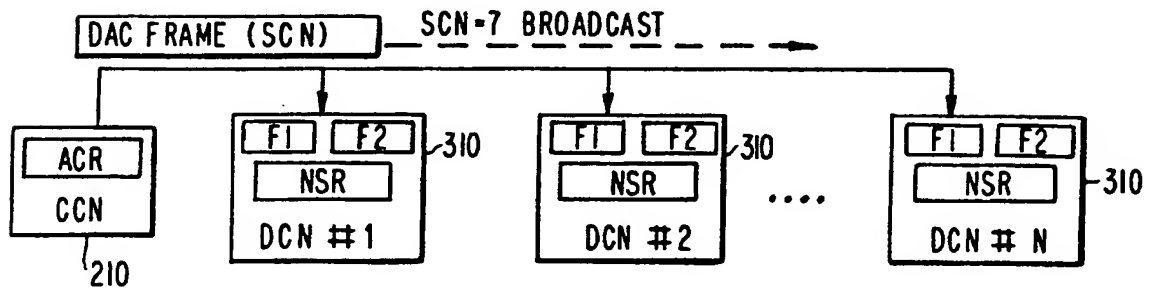 DAC FRAME (SCN)
SCN=7 BROADCAST
ACR
CCN
210
F1 F2
NSR
DCN #1
310
F1 F2
NSR
DCN #2
310
....
F1 F2
NSR
DCN # N
310